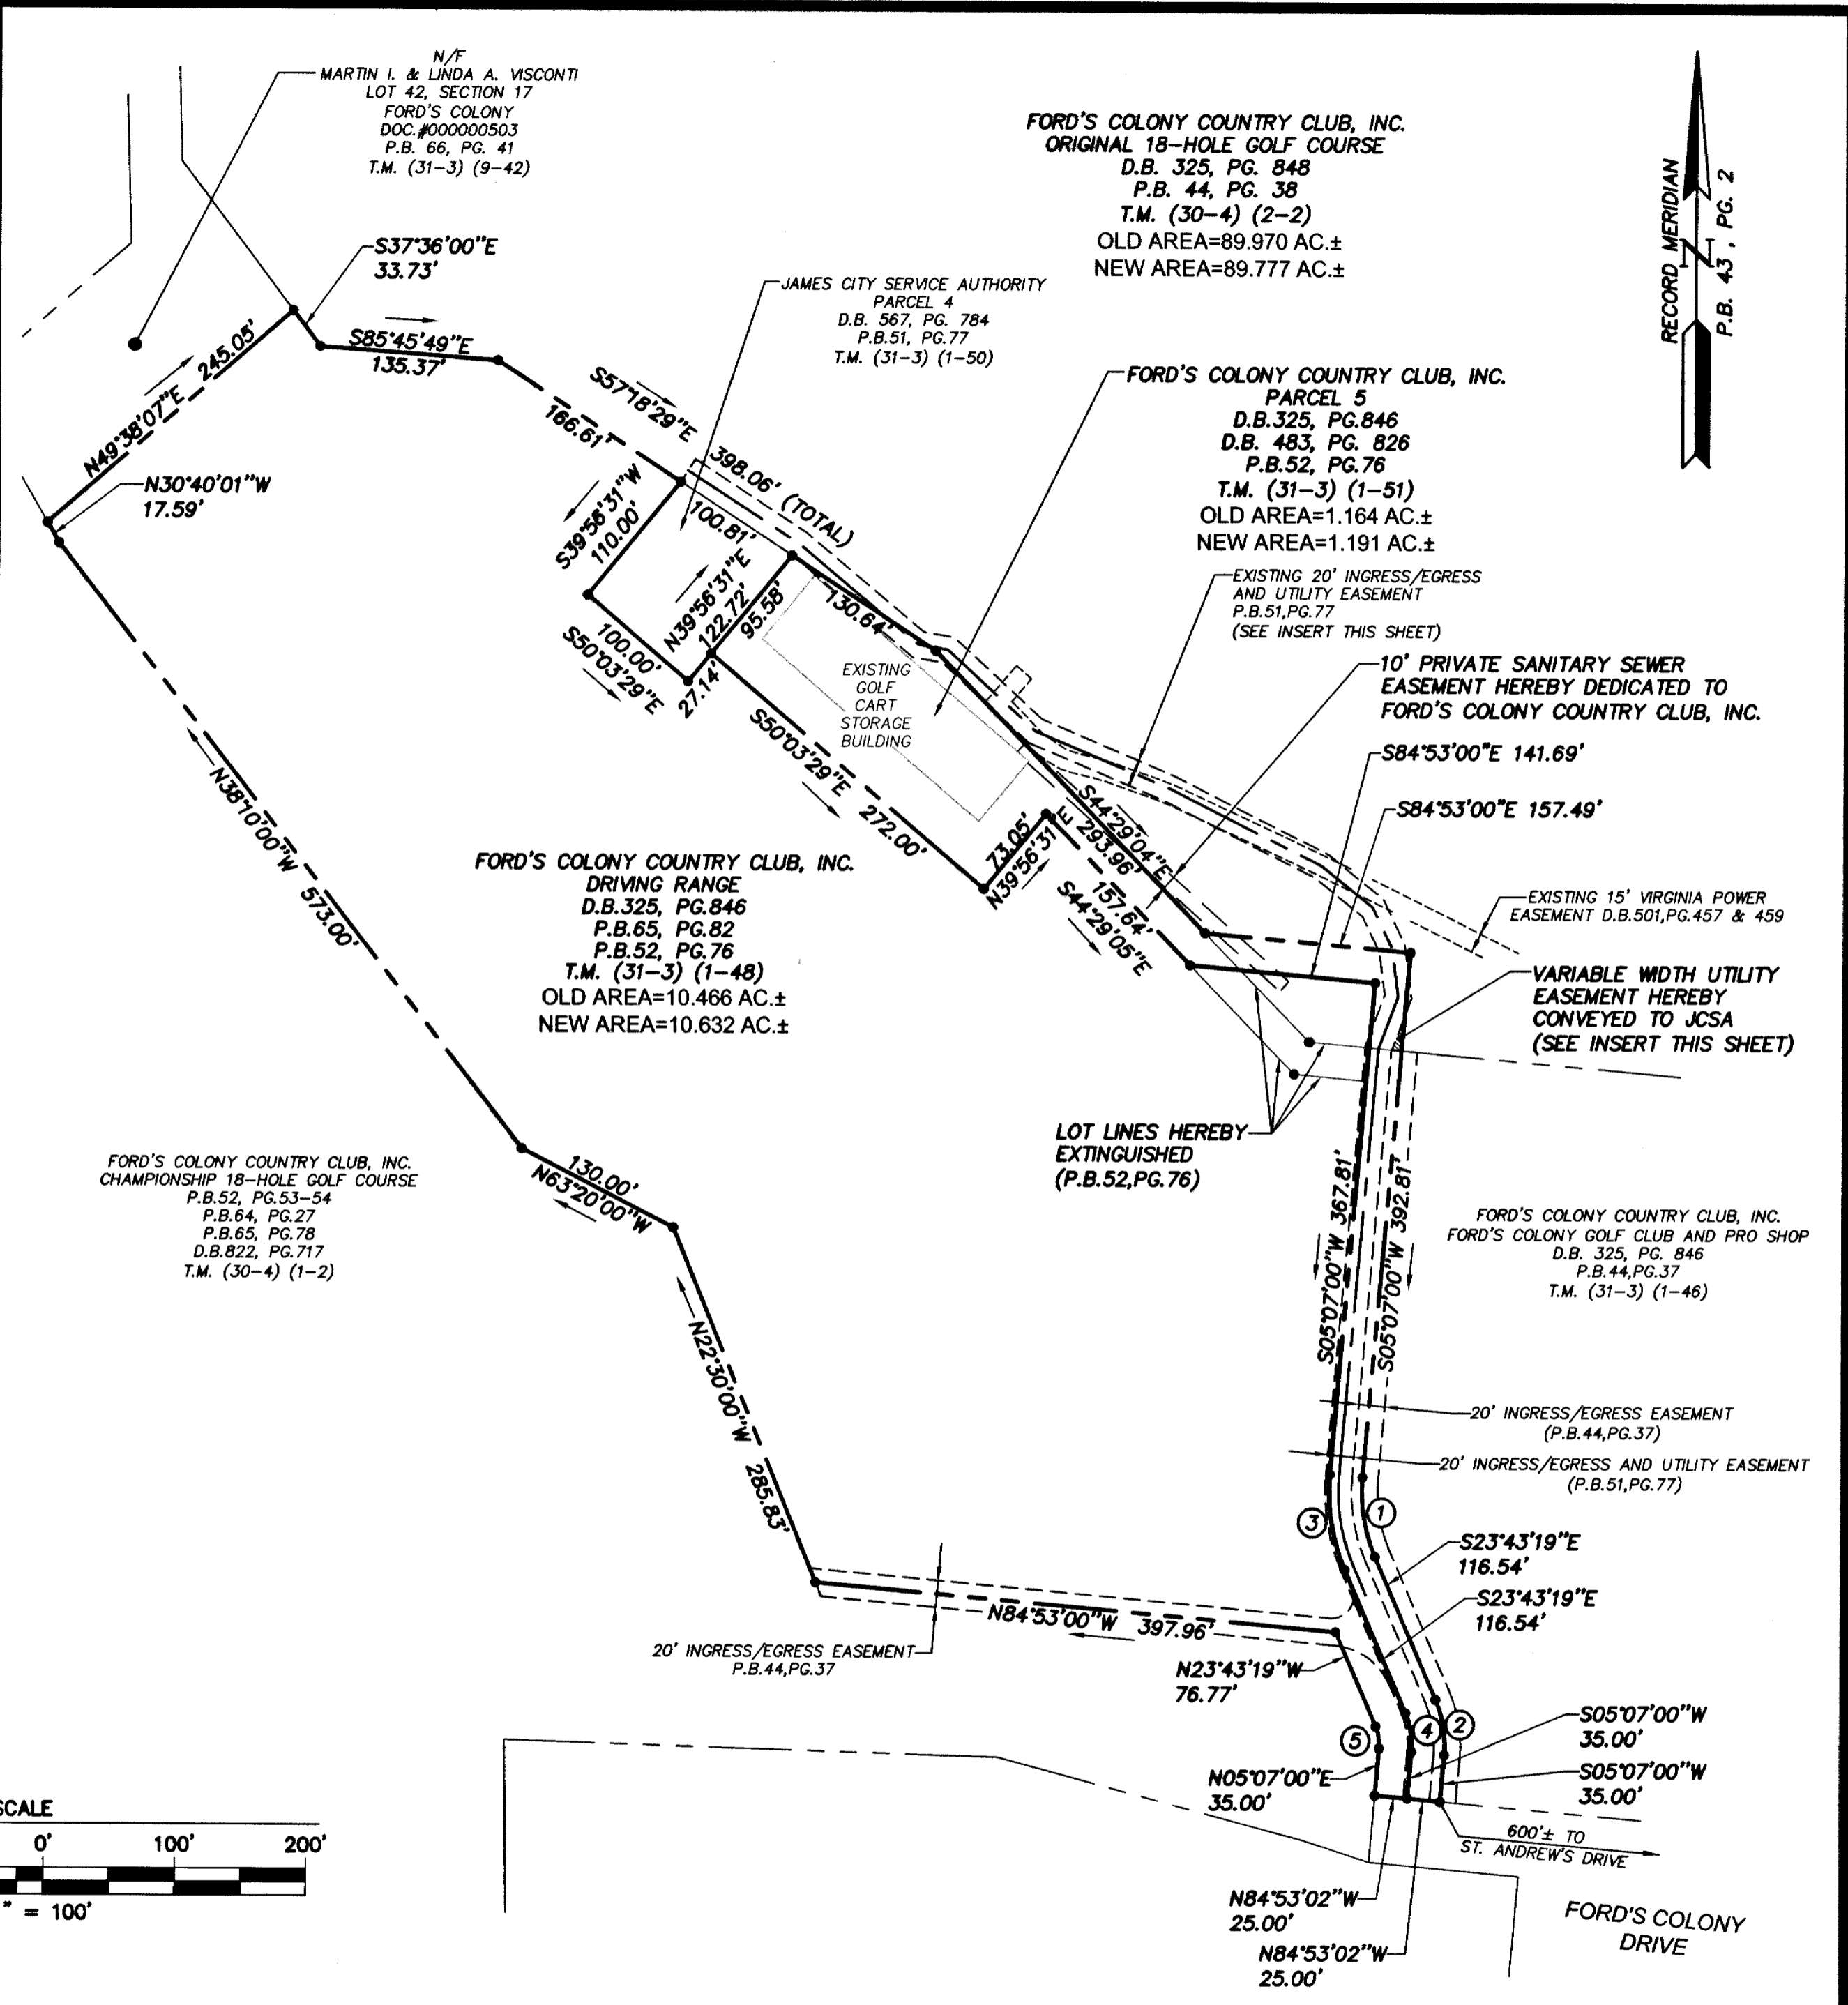 N/F
MARTIN I. & LINDA A. VISCONTI
LOT 42, SECTION 17
FORD'S COLONY
DOC.#000000503
P.B. 66, PG. 41
T.M. (31-3) (9-42)
FORD'S COLONY COUNTRY CLUB, INC.
ORIGINAL 18-HOLE GOLF COURSE
D.B. 325, PG. 848
P.B. 44, PG. 38
T.M. (30-4) (2-2)
OLD AREA=89.970 AC.±
NEW AREA=89.777 AC.±
RECORD MERIDIAN
N
P.B. 43, PG. 2
S37°36'00"E
33.73'
JAMES CITY SERVICE AUTHORITY
PARCEL 4
D.B. 567, PG. 784
P.B.51, PG.77
T.M. (31-3) (1-50)
N49°38'07"E 245.05'
S85°45'49"E
135.37'
S57°18'29"E 398.06' (TOTAL)
166.61'
FORD'S COLONY COUNTRY CLUB, INC.
PARCEL 5
D.B.325, PG.846
D.B. 483, PG. 826
P.B.52, PG.76
T.M. (31-3) (1-51)
OLD AREA=1.164 AC.±
NEW AREA=1.191 AC.±
N30°40'01"W
17.59'
S39°56'31"W
110.00'
100.81'
N39°56'31"E
122.72'
95.58'
130.64'
100.00'
S50°03'29"E
27.14'
EXISTING 20' INGRESS/EGRESS
AND UTILITY EASEMENT
P.B.51,PG.77
(SEE INSERT THIS SHEET)
EXISTING
GOLF
CART
STORAGE
BUILDING
10' PRIVATE SANITARY SEWER
EASEMENT HEREBY DEDICATED TO
FORD'S COLONY COUNTRY CLUB, INC.
S84°53'00"E 141.69'
S84°53'00"E 157.49'
S50°03'29"E 272.00'
73.05'
N39°56'31"E
S44°29'04"E
293.96'
157.64'
S44°29'05"E
N38°10'00"W 573.00'
FORD'S COLONY COUNTRY CLUB, INC.
DRIVING RANGE
D.B.325, PG.846
P.B.65, PG.82
P.B.52, PG.76
T.M. (31-3) (1-48)
OLD AREA=10.466 AC.±
NEW AREA=10.632 AC.±
EXISTING 15' VIRGINIA POWER
EASEMENT D.B.501,PG.457 & 459
VARIABLE WIDTH UTILITY
EASEMENT HEREBY
CONVEYED TO JCSA
(SEE INSERT THIS SHEET)
LOT LINES HEREBY
EXTINGUISHED
(P.B.52,PG.76)
FORD'S COLONY COUNTRY CLUB, INC.
CHAMPIONSHIP 18-HOLE GOLF COURSE
P.B.52, PG.53-54
P.B.64, PG.27
P.B.65, PG.78
D.B.822, PG.717
T.M. (30-4) (1-2)
130.00'
N63°20'00"W
S05°07'00"W 367.81'
S05°07'00"W 392.81'
FORD'S COLONY COUNTRY CLUB, INC.
FORD'S COLONY GOLF CLUB AND PRO SHOP
D.B. 325, PG. 846
P.B.44,PG.37
T.M. (31-3) (1-46)
N22°30'00"W 285.83'
20' INGRESS/EGRESS EASEMENT
(P.B.44,PG.37)
20' INGRESS/EGRESS AND UTILITY EASEMENT
(P.B.51,PG.77)
3
1
S23°43'19"E
116.54'
S23°43'19"E
116.54'
N84°53'00"W 397.96'
20' INGRESS/EGRESS EASEMENT
P.B.44,PG.37
N23°43'19"W
76.77'
5
4
2
S05°07'00"W
35.00'
S05°07'00"W
35.00'
N05°07'00"E
35.00'
600'± TO
ST. ANDREW'S DRIVE
N84°53'02"W
25.00'
N84°53'02"W
25.00'
FORD'S COLONY
DRIVE
SCALE
0' 100' 200'
" = 100'